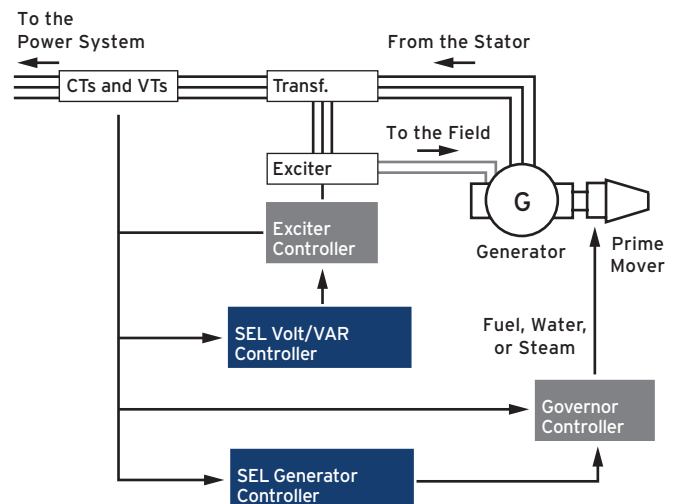 To the
Power System
From the Stator
CTs and VTs
Transf.
To the Field
Exciter
G
Exciter
Controller
Generator
Prime
Mover
SEL Volt/VAR
Controller
Fuel, Water,
or Steam
Governor
Controller
SEL Generator
Controller